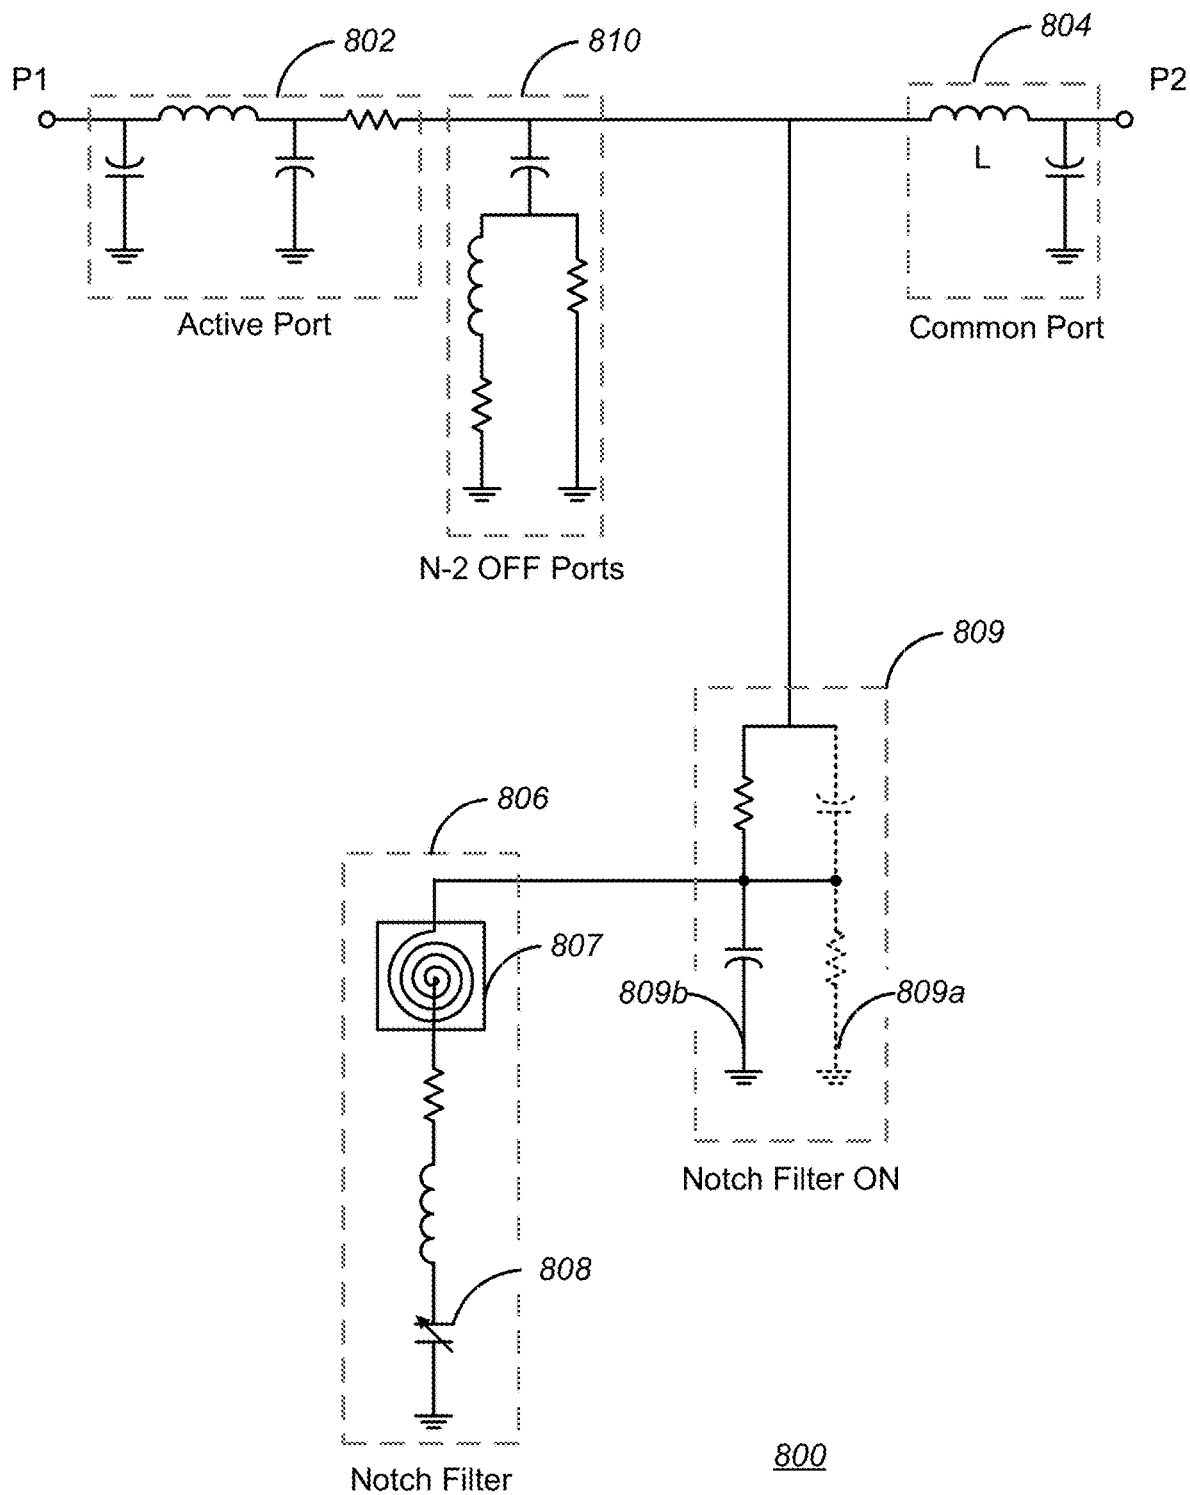 802
810
804
P1
P2
L
Active Port
Common Port
N-2 OFF Ports
809
806
807
809b
809a
Notch Filter ON
808
800
Notch Filter